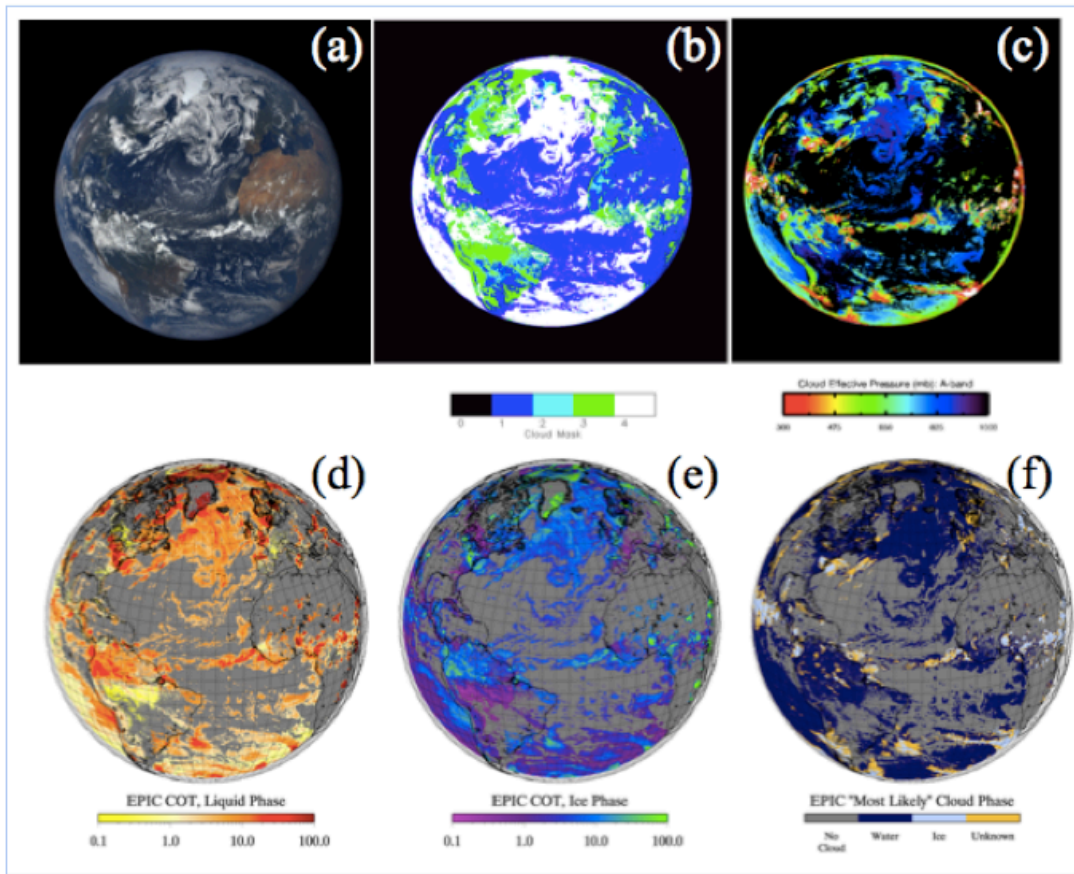 (a)
(b)
(c)
0 1 2 3 4
Cloud Mask
Cloud Effective Pressure (mb): A-band
(d)
(e)
(f)
EPIC COT, Liquid Phase
0.1 1.0 10.0 100.0
EPIC COT, Ice Phase
0.1 1.0 10.0 100.0
EPIC "Most Likely" Cloud Phase
No Cloud Water Ice Unknown